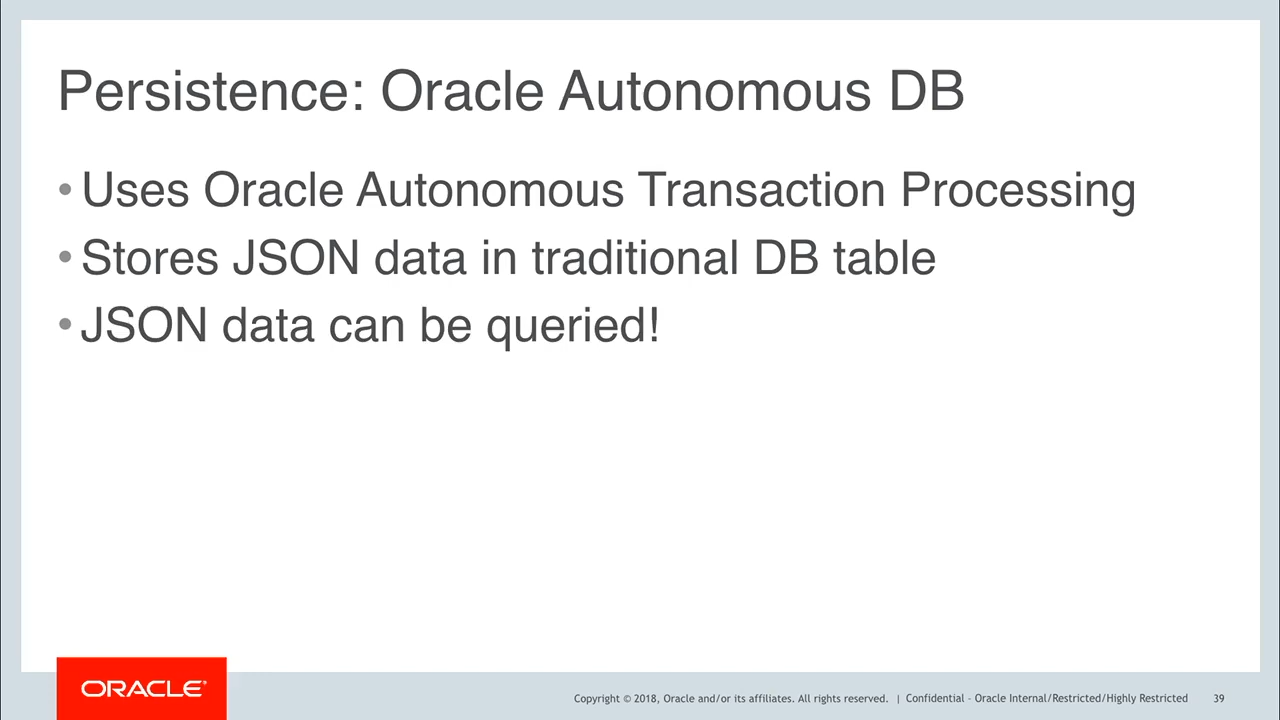 Persistence: Oracle Autonomous DB
• Uses Oracle Autonomous Transaction Processing
• Stores JSON data in traditional DB table
• JSON data can be queried!
ORACLE®
Copyright © 2018, Oracle and/or its affiliates. All rights reserved. | Confidential – Oracle Internal/Restricted/Highly Restricted 39